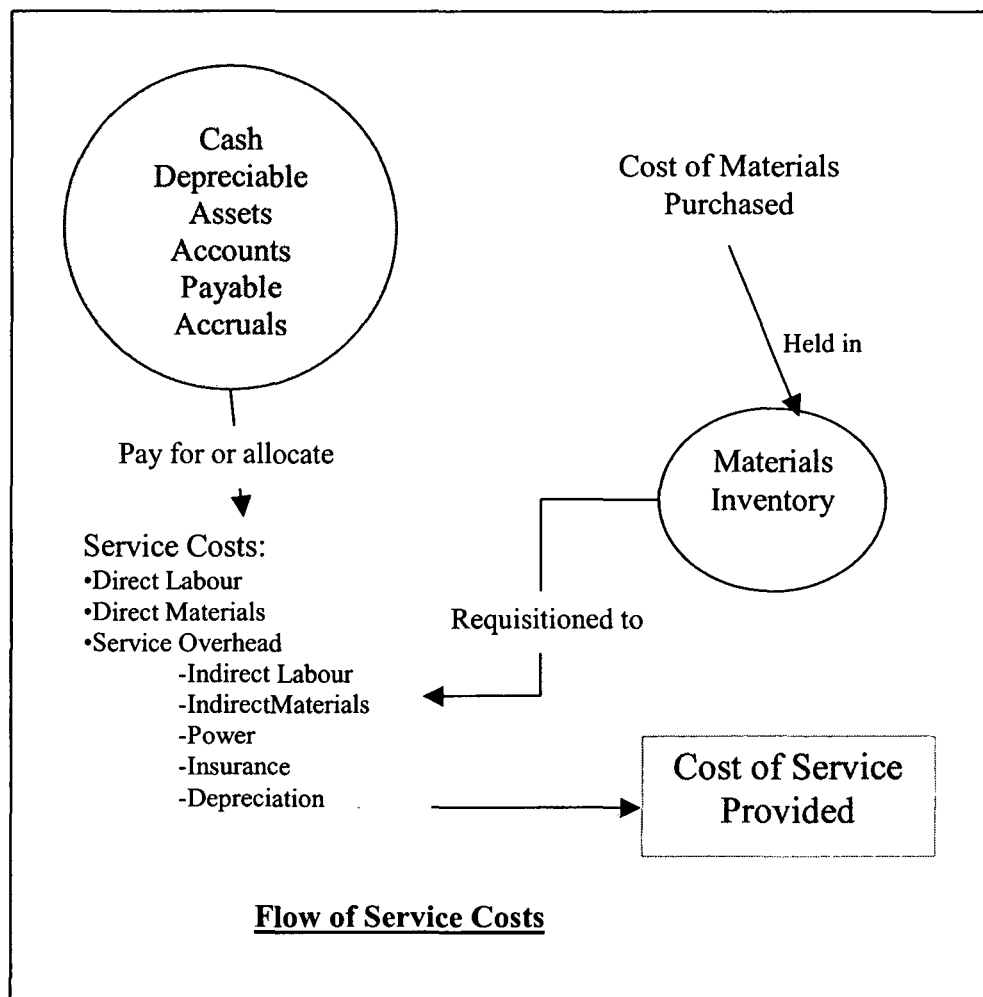 Cash
Depreciable
Assets
Accounts
Payable
Accruals
Cost of Materials
Purchased
Held in
Pay for or allocate
Materials
Inventory
Service Costs:
•Direct Labour
•Direct Materials
•Service Overhead
-Indirect Labour
-IndirectMaterials
-Power
-Insurance
-Depreciation
Requisitioned to
Cost of Service
Provided
Flow of Service Costs